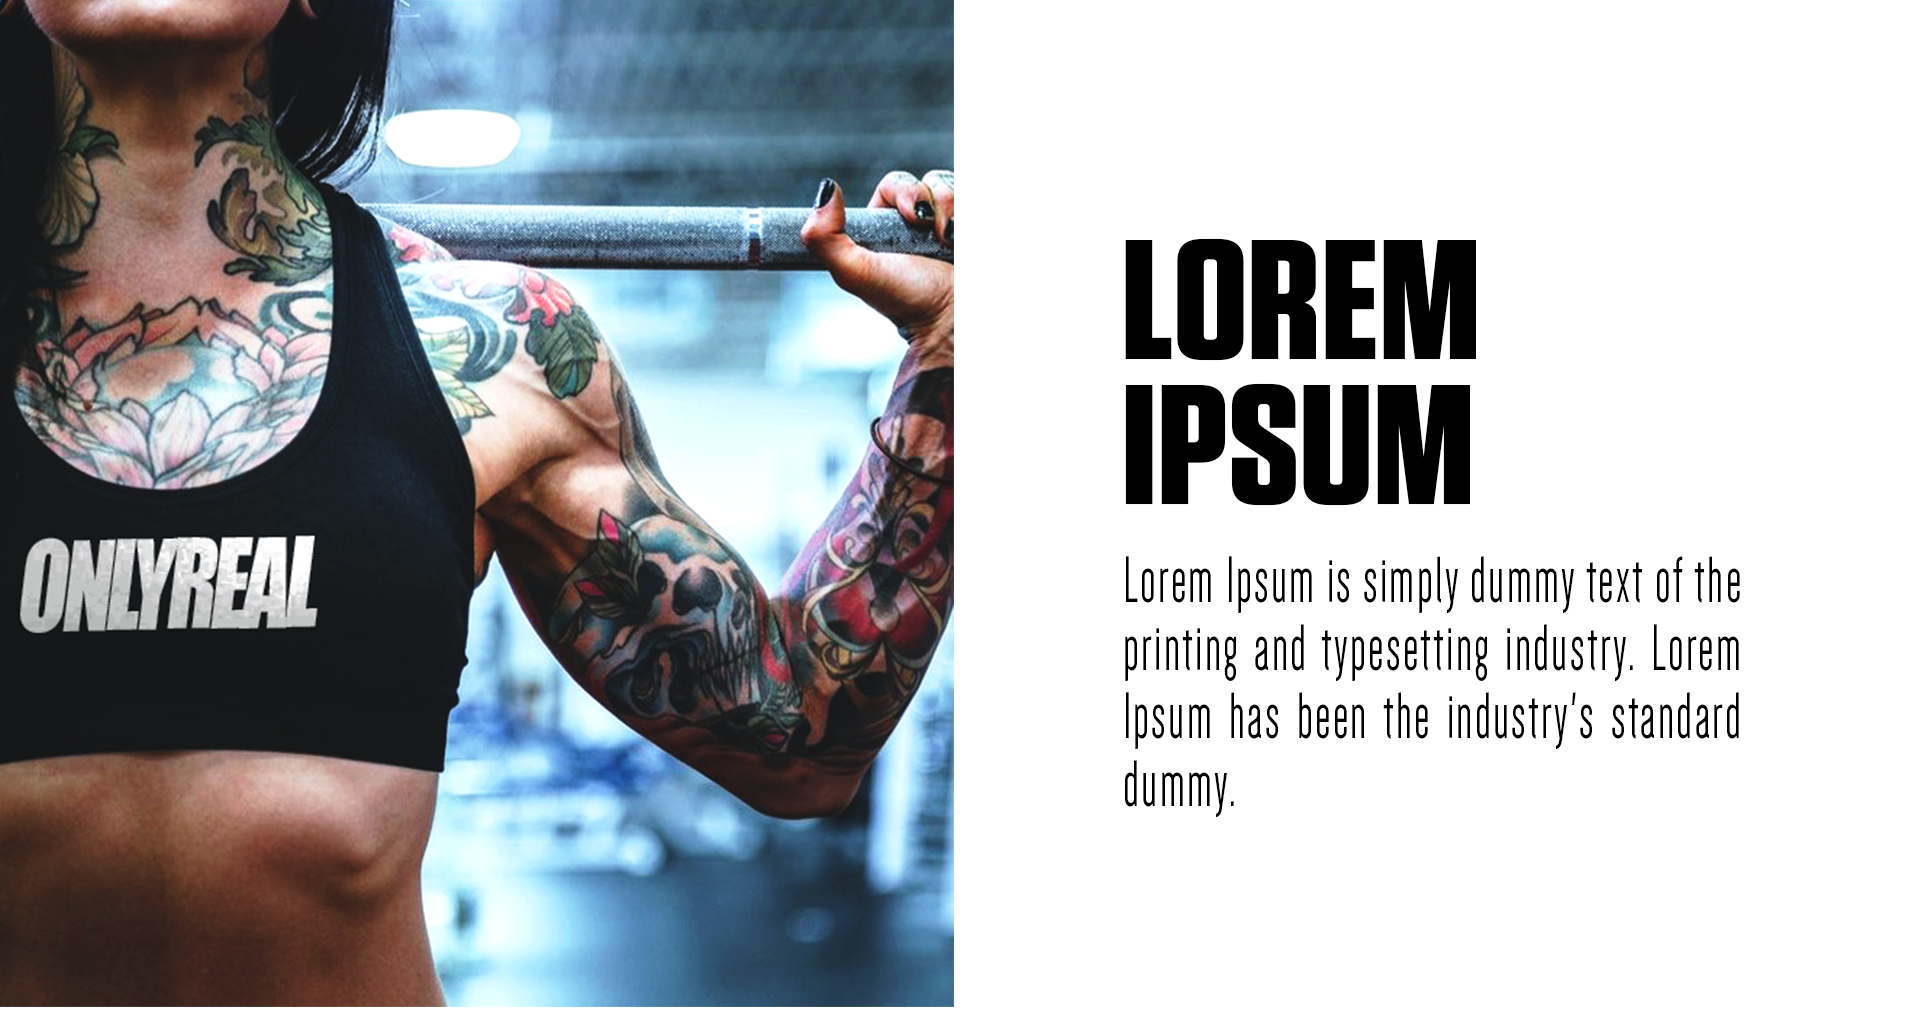 ONLYREAL
LOREM
IPSUM
Lorem Ipsum is simply dummy text of the
printing and typesetting industry. Lorem
Ipsum has been the industry's standard
dummy.